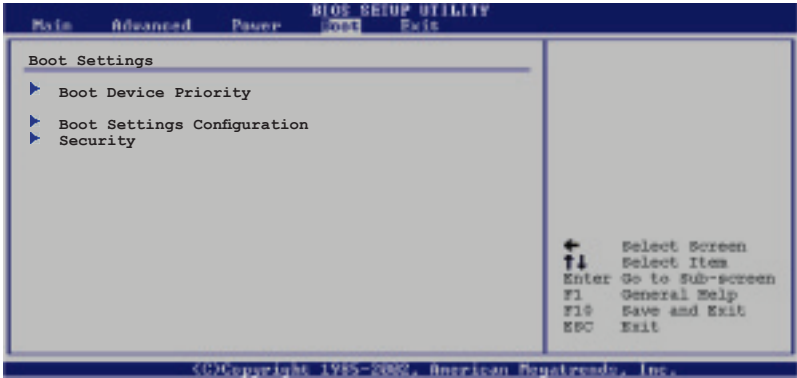 BIOS SETUP UTILITY
Main Advanced Power Boot Exit
Boot Settings
Boot Device Priority
Boot Settings Configuration
Security
← Select Screen
↑↓ Select Item
Enter Go to Sub-screen
F1 General Help
F10 Save and Exit
ESC Exit
(C)Copyright 1985-2002, American Megatrends, Inc.